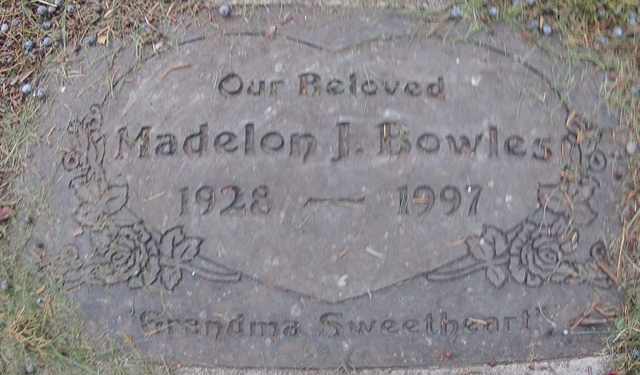 Our Beloved
Madelon J. Bowles
1928 — 1997
"Grandma Sweetheart"